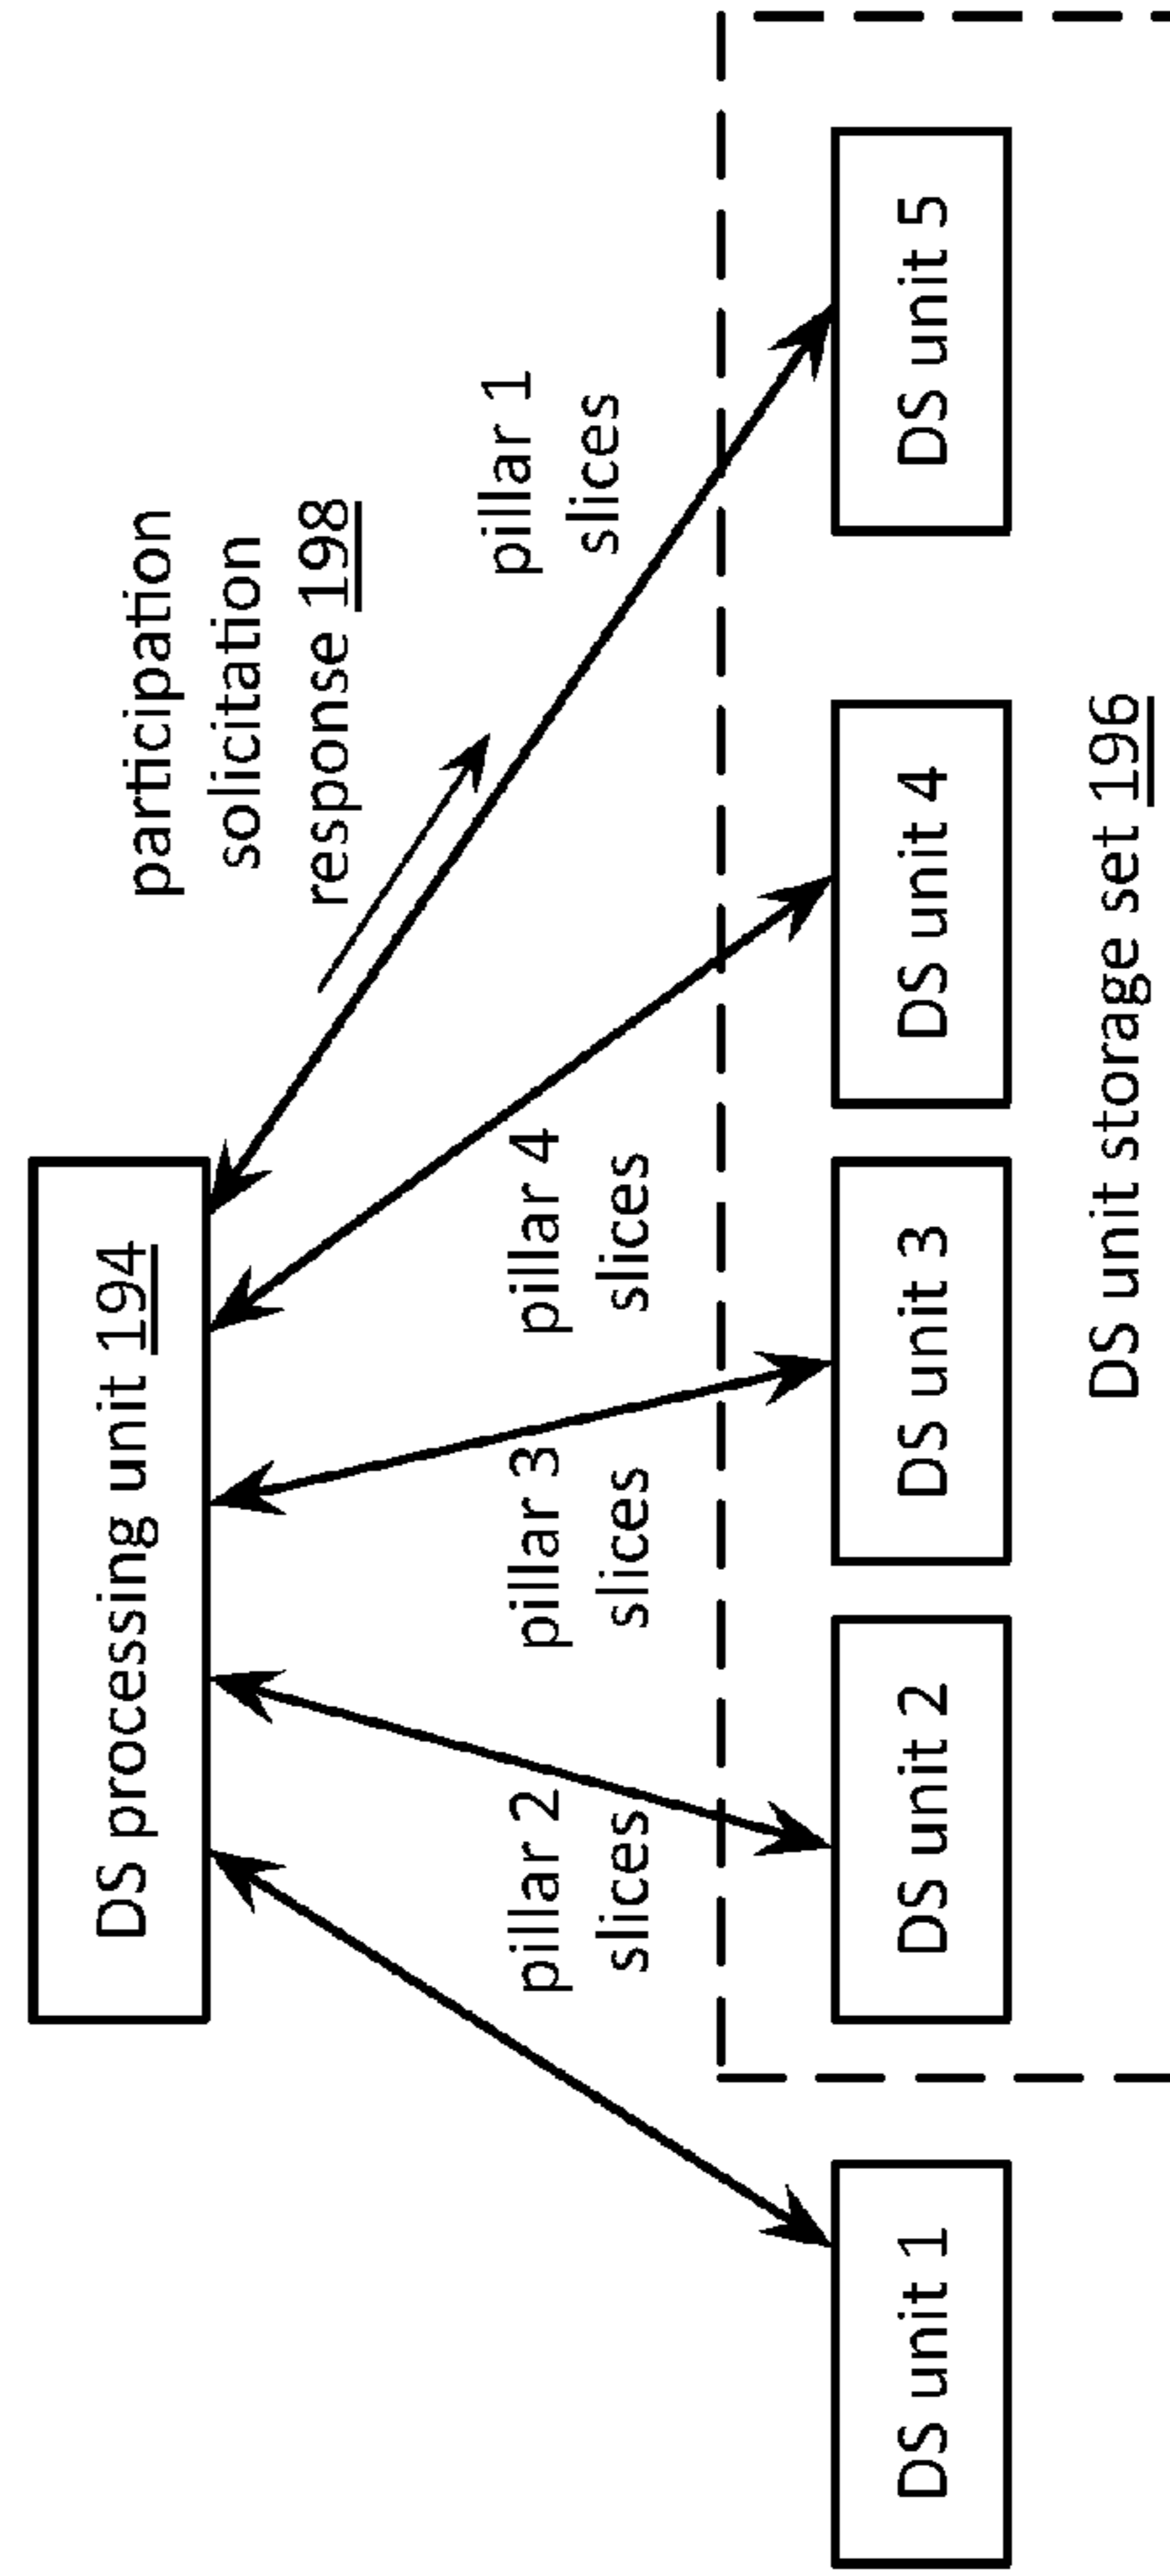 DS processing unit 194
participation
solicitation
response 198
pillar 2
slices
pillar 3
slices
pillar 4
slices
pillar 1
slices
DS unit 1
DS unit 2
DS unit 3
DS unit 4
DS unit 5
DS unit storage set 196